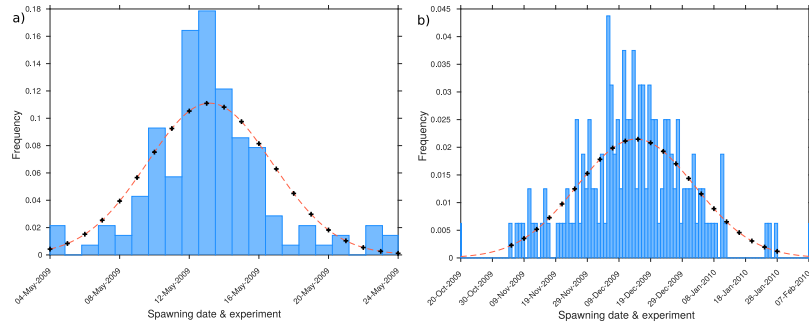 a)
0.18
0.16
0.14
0.12
0.1
0.08
0.06
0.04
0.02
0
Frequency
04-May-2009
08-May-2009
12-May-2009
16-May-2009
20-May-2009
24-May-2009
Spawning date & experiment
b)
0.045
0.04
0.035
0.03
0.025
0.02
0.015
0.01
0.005
0
Frequency
20-Oct-2009
30-Oct-2009
09-Nov-2009
19-Nov-2009
29-Nov-2009
09-Dec-2009
19-Dec-2009
29-Dec-2009
08-Jan-2010
18-Jan-2010
28-Jan-2010
07-Feb-2010
Spawning date & experiment